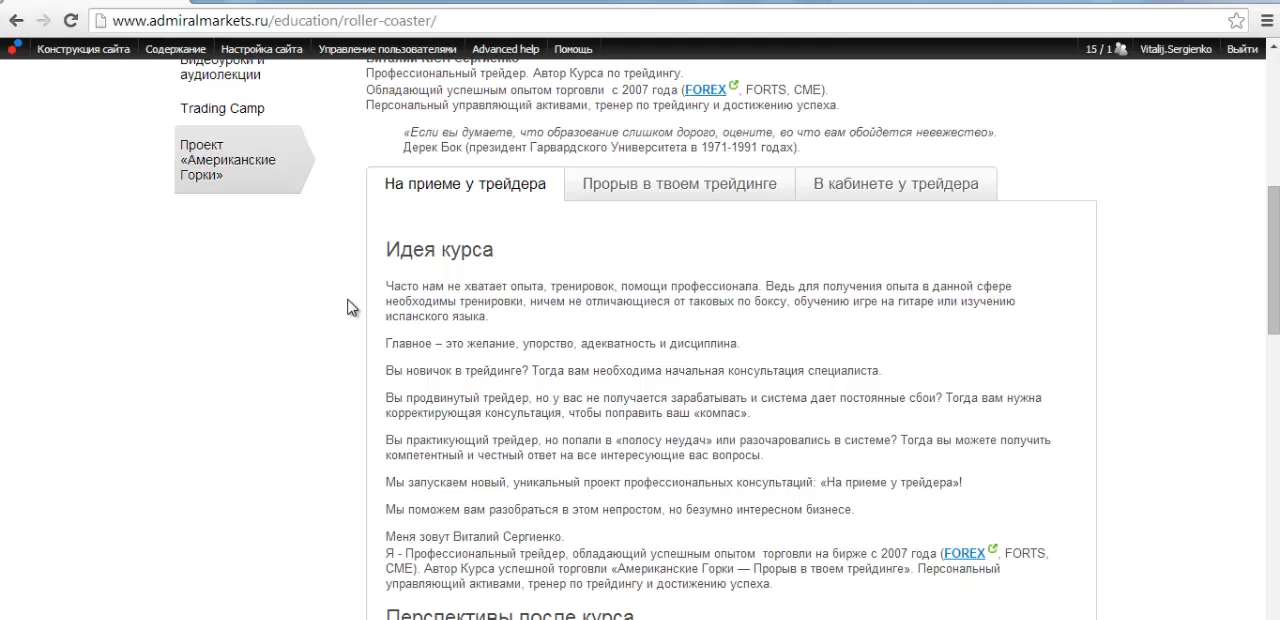 www.admiralmarkets.ru/education/roller-coaster/
Конструкция сайта Содержание Настройка сайта Управление пользователями Advanced help Помощь 15 / 1 Vitalij.Sergienko Выйти
Видеоуроки и
аудиолекции
Trading Camp
Проект
«Американские
Горки»
Профессиональный трейдер. Автор Курса по трейдингу.
Обладающий успешным опытом торговли с 2007 года (FOREX, FORTS, CME).
Персональный управляющий активами, тренер по трейдингу и достижению успеха.
«Если вы думаете, что образование слишком дорого, оцените, во что вам обойдется невежество».
Дерек Бок (президент Гарвардского Университета в 1971-1991 годах).
На приеме у трейдера Прорыв в твоем трейдинге В кабинете у трейдера
Идея курса
Часто нам не хватает опыта, тренировок, помощи профессионала. Ведь для получения опыта в данной сфере
необходимы тренировки, ничем не отличающиеся от таковых по боксу, обучению игре на гитаре или изучению
испанского языка.
Главное – это желание, упорство, адекватность и дисциплина.
Вы новичок в трейдинге? Тогда вам необходима начальная консультация специалиста.
Вы продвинутый трейдер, но у вас не получается зарабатывать и система дает постоянные сбои? Тогда вам нужна
корректирующая консультация, чтобы поправить ваш «компас».
Вы практикующий трейдер, но попали в «полосу неудач» или разочаровались в системе? Тогда вы можете получить
компетентный и честный ответ на все интересующие вас вопросы.
Мы запускаем новый, уникальный проект профессиональных консультаций: «На приеме у трейдера»!
Мы поможем вам разобраться в этом непростом, но безумно интересном бизнесе.
Меня зовут Виталий Сергиенко.
Я - Профессиональный трейдер, обладающий успешным опытом торговли на бирже с 2007 года (FOREX, FORTS,
CME). Автор Курса успешной торговли «Американские Горки — Прорыв в твоем трейдинге». Персональный
управляющий активами, тренер по трейдингу и достижению успеха.
Перспективы после курса